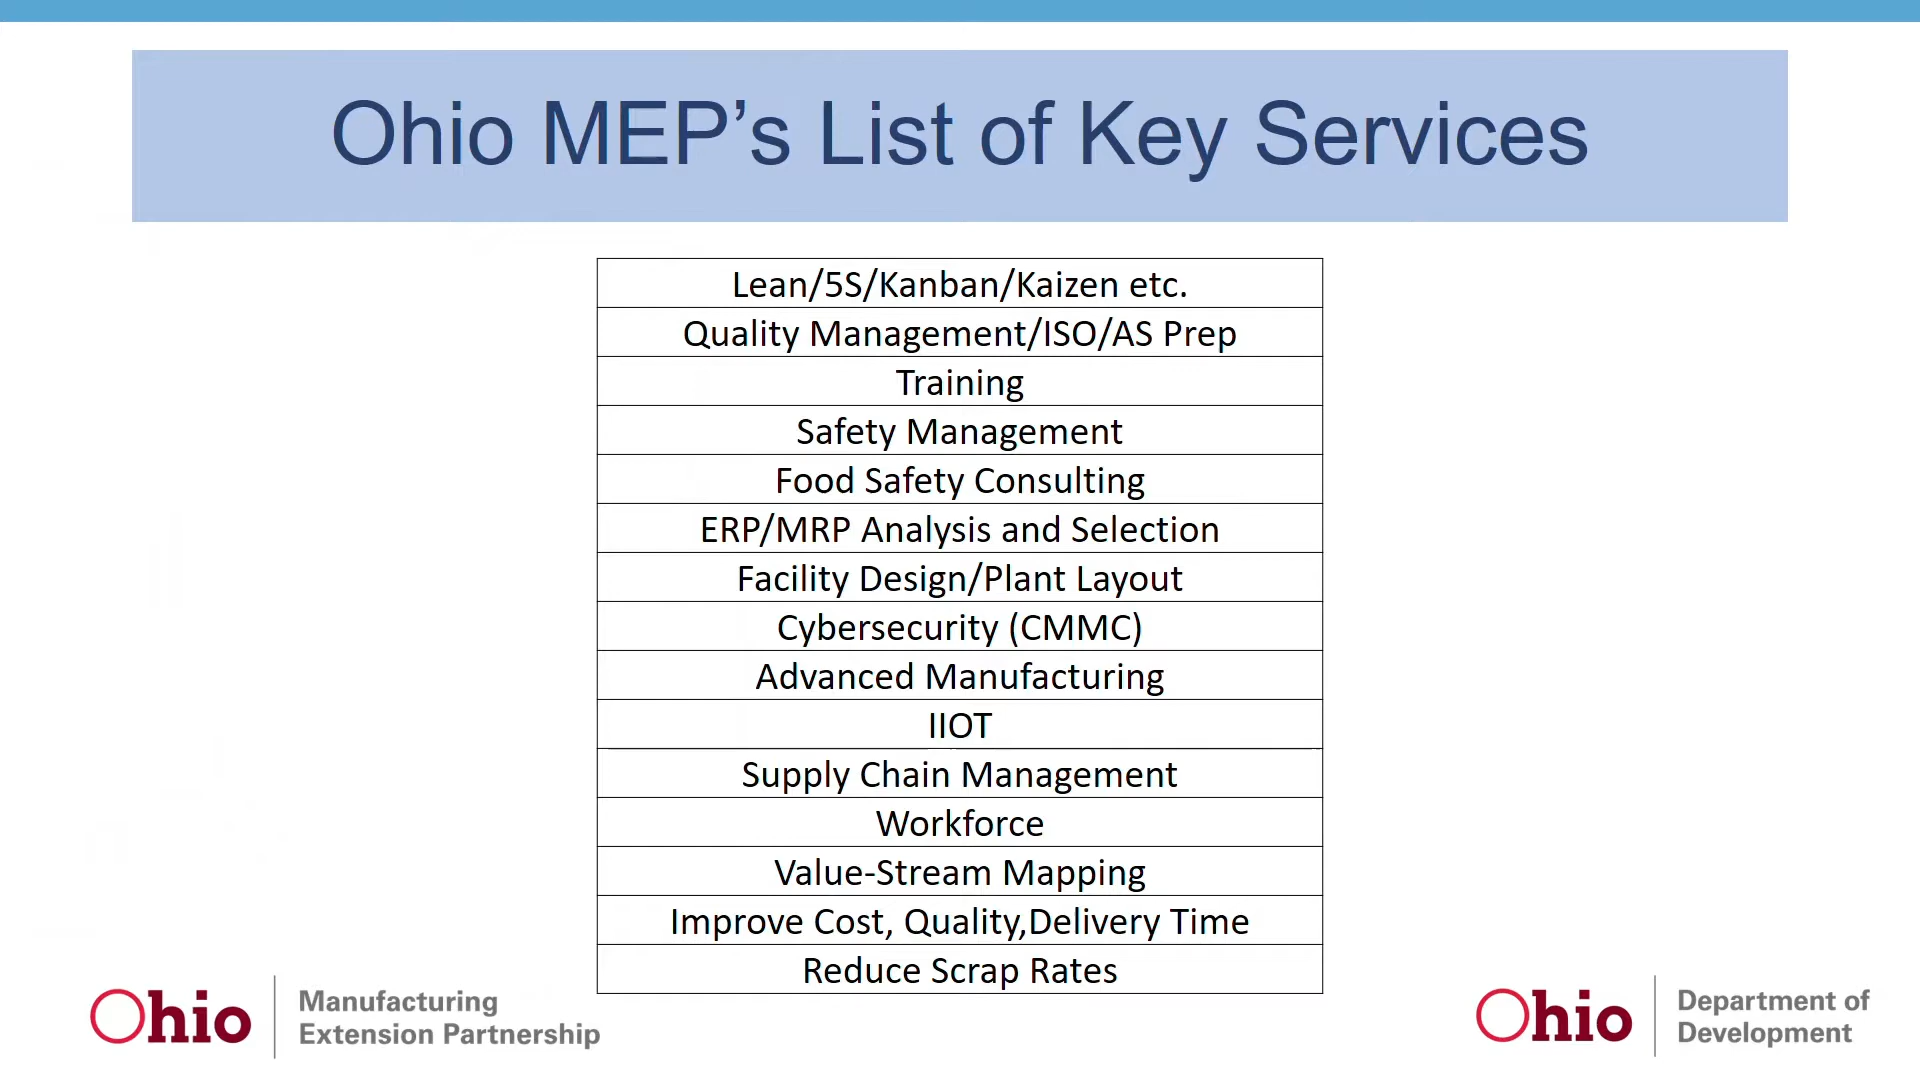 Ohio MEP’s List of Key Services
Lean/5S/Kanban/Kaizen etc.
Quality Management/ISO/AS Prep
Training
Safety Management
Food Safety Consulting
ERP/MRP Analysis and Selection
Facility Design/Plant Layout
Cybersecurity (CMMC)
Advanced Manufacturing
IIOT
Supply Chain Management
Workforce
Value-Stream Mapping
Improve Cost, Quality,Delivery Time
Reduce Scrap Rates
Ohio
Manufacturing
Extension Partnership
Ohio
Department of
Development